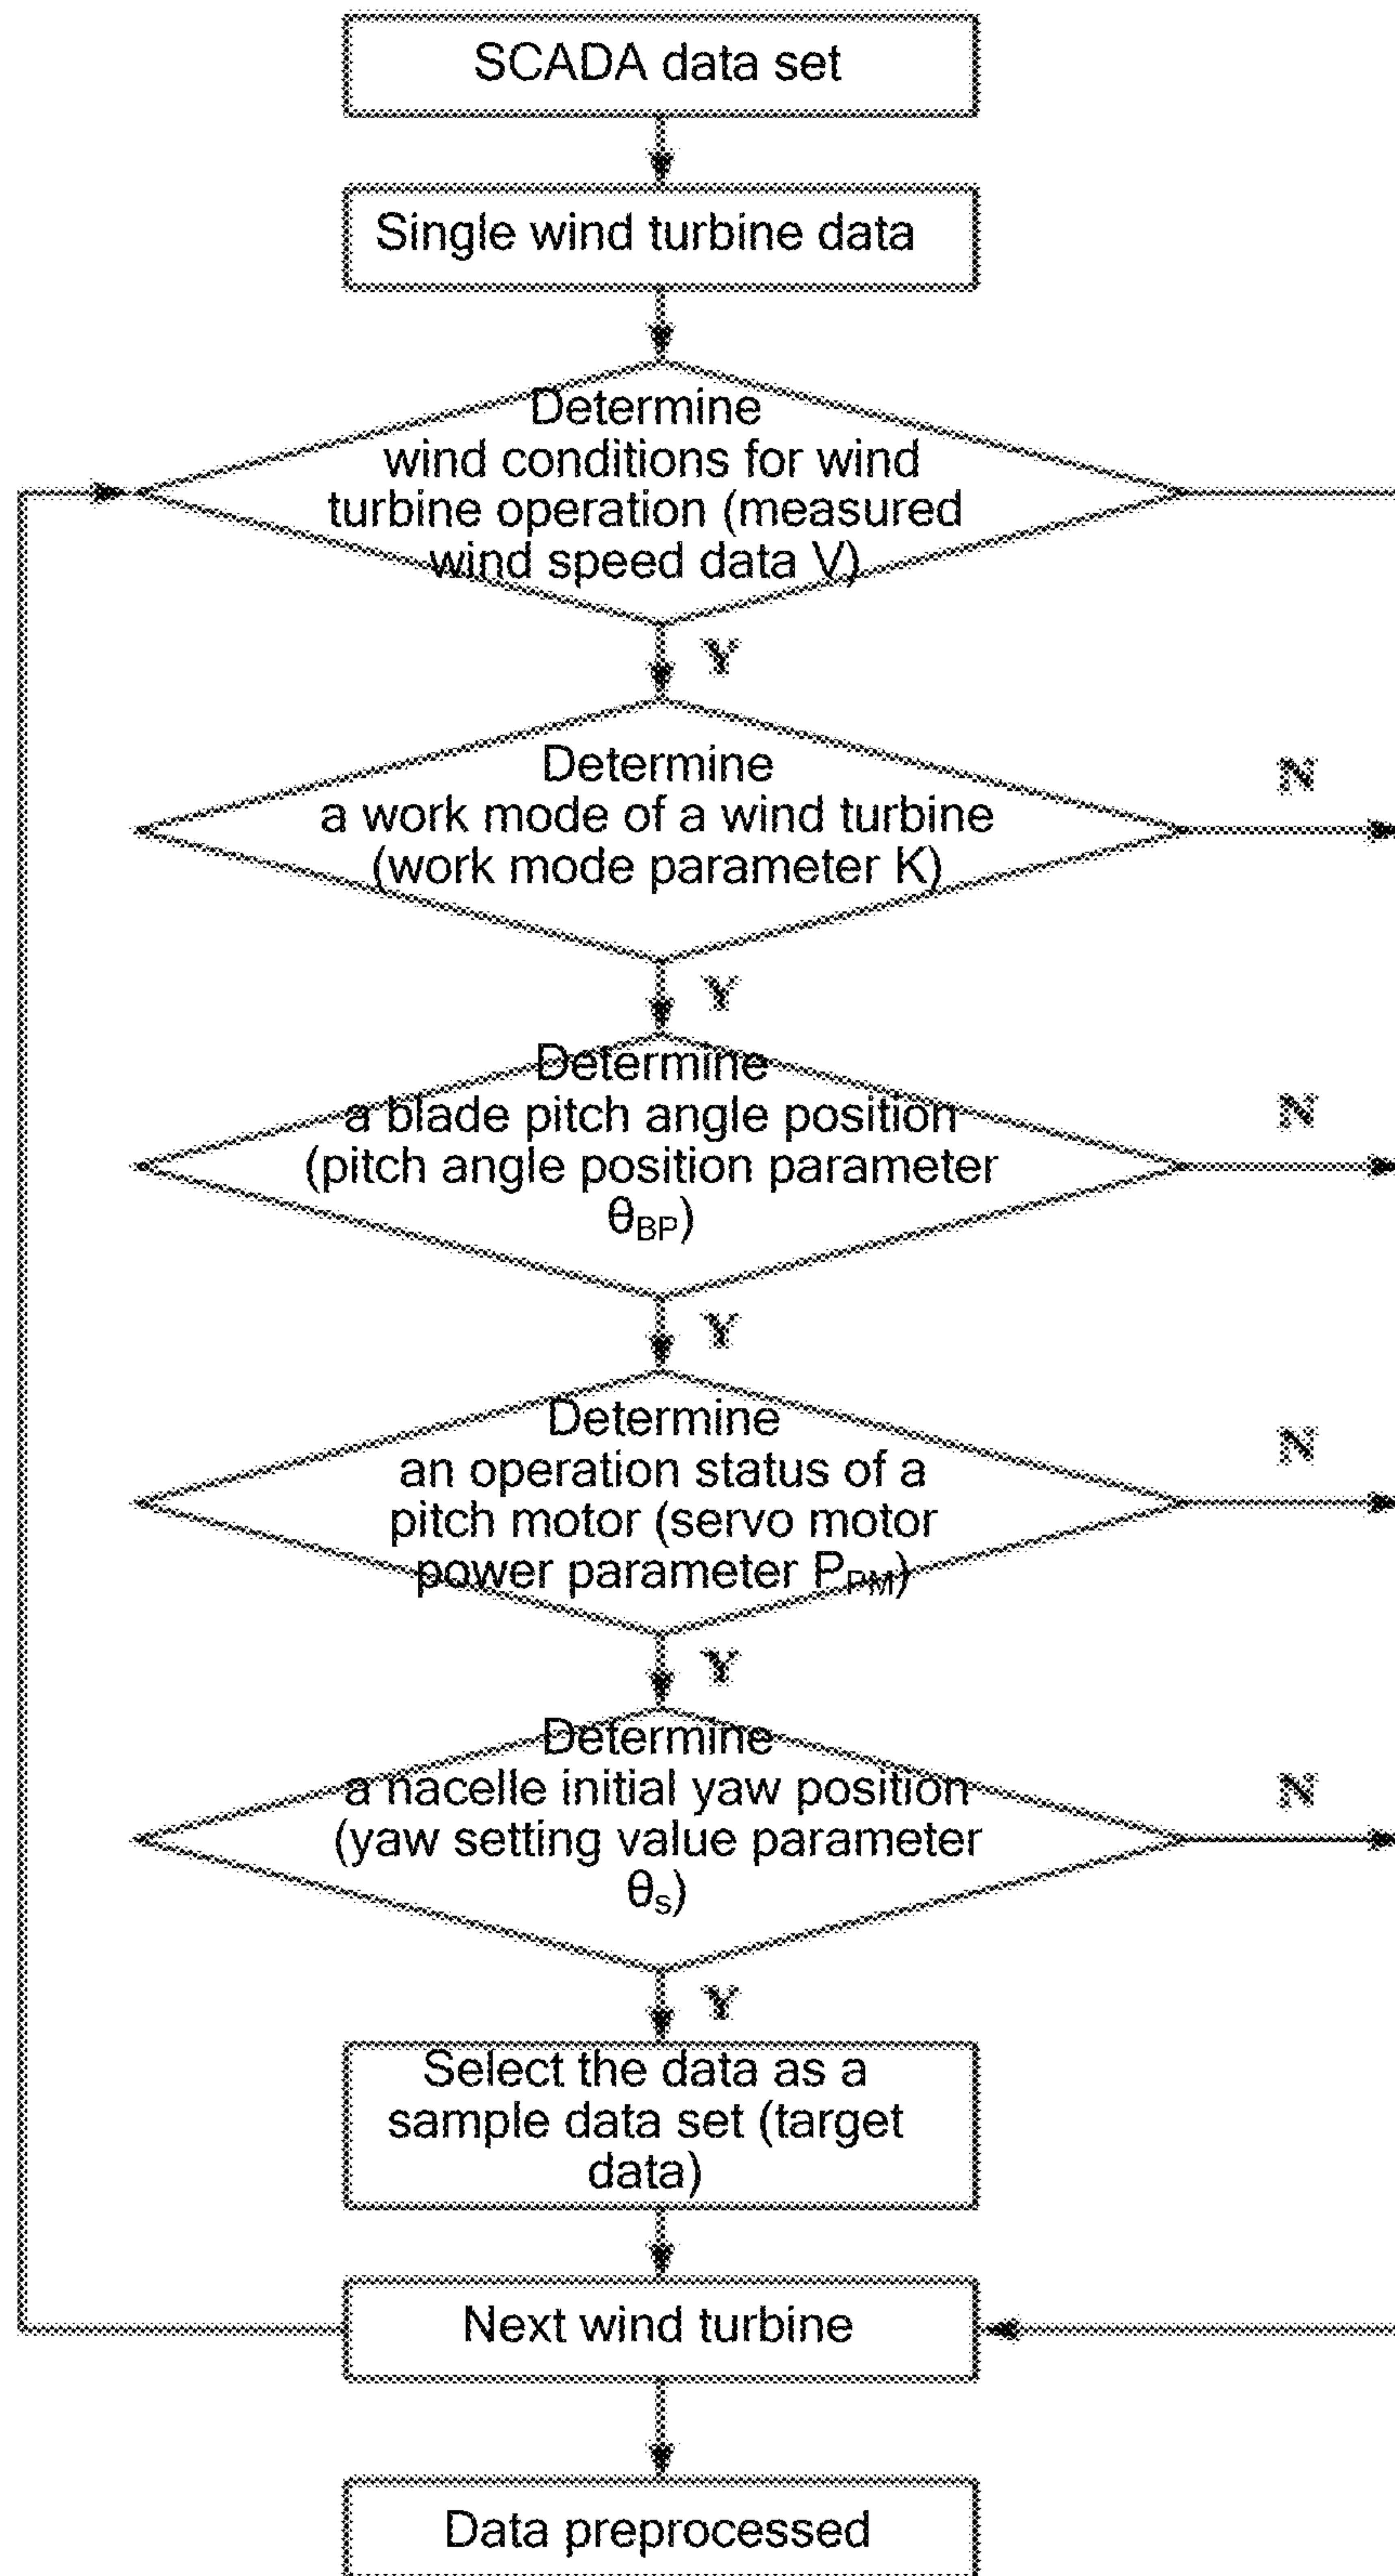 SCADA data set
Single wind turbine data
Determine
wind conditions for wind
turbine operation (measured
wind speed data V)
Y
Determine
a work mode of a wind turbine
(work mode parameter K)
N
Y
Determine
a blade pitch angle position
(pitch angle position parameter
θBP)
N
Y
Determine
an operation status of a
pitch motor (servo motor
power parameter PPM)
N
Y
Determine
a nacelle initial yaw position
(yaw setting value parameter
θs)
N
Y
Select the data as a
sample data set (target
data)
Next wind turbine
Data preprocessed